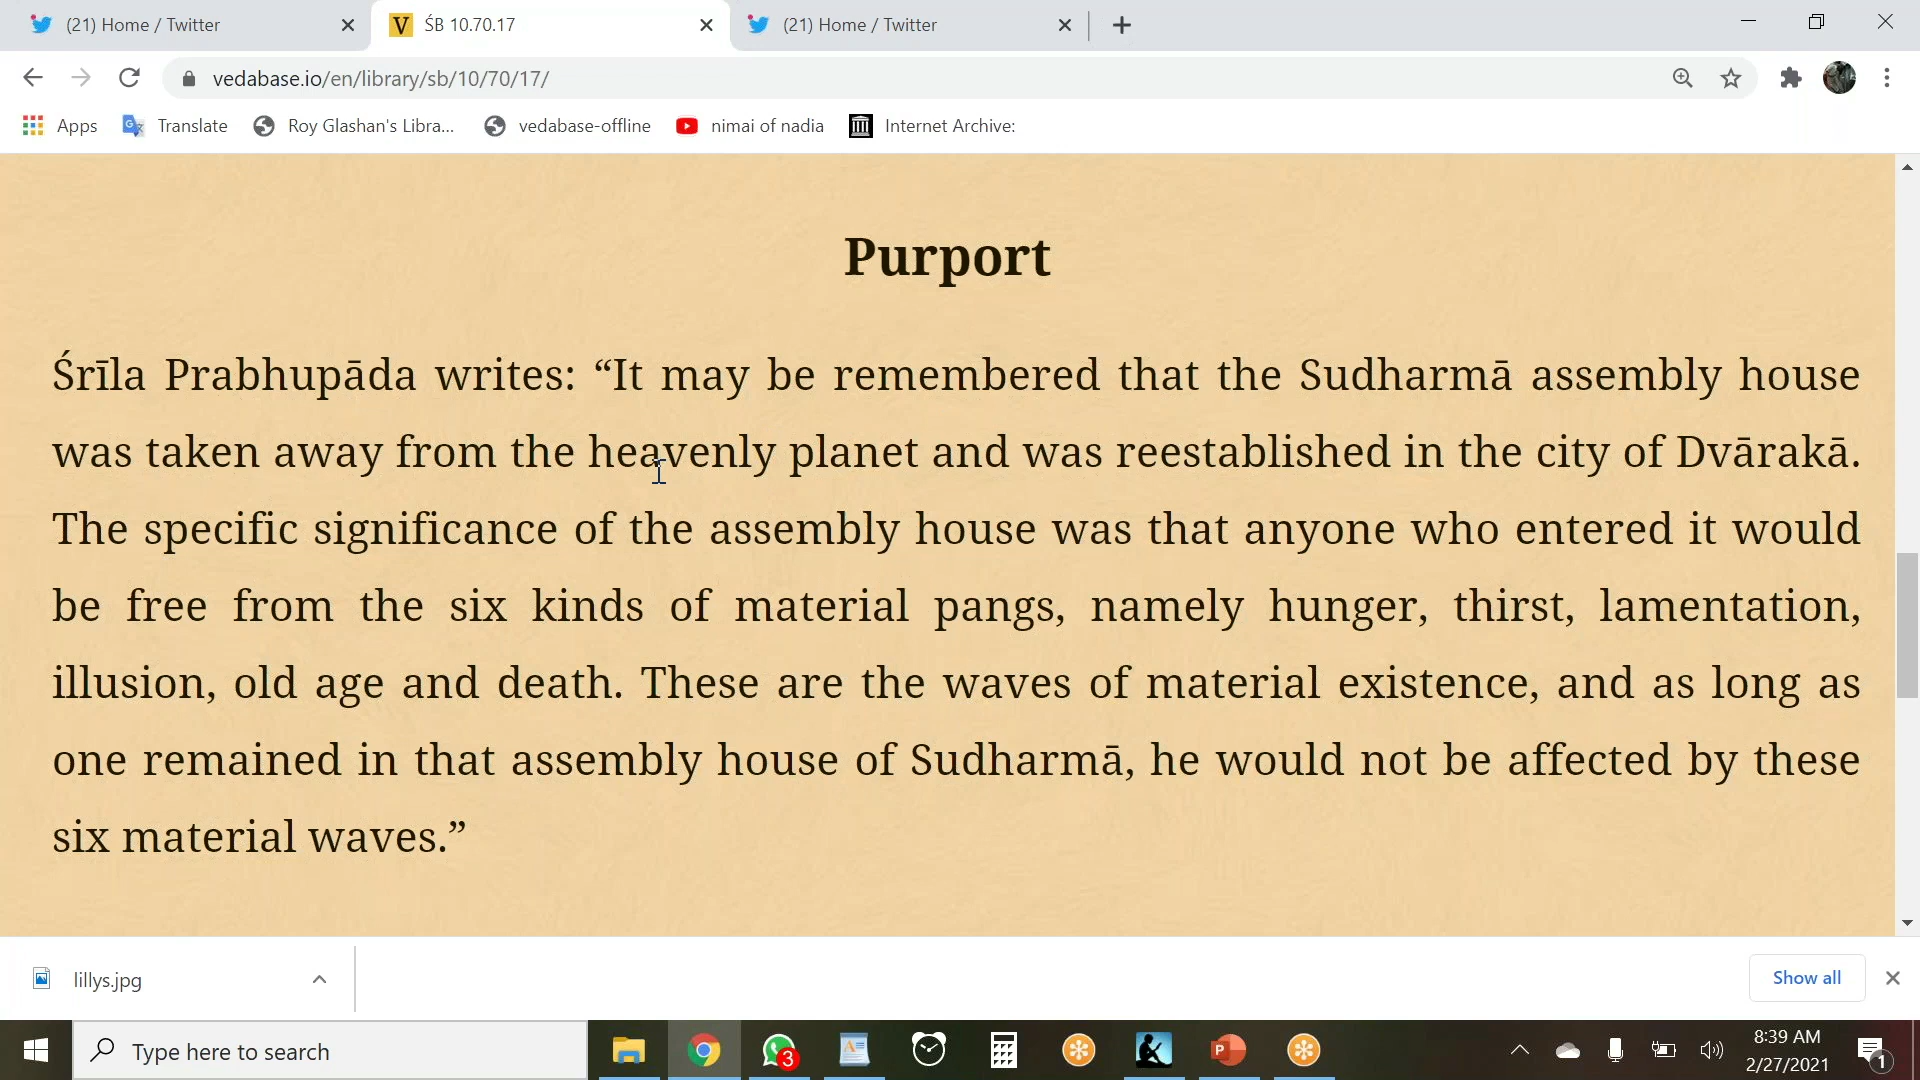 (21) Home / Twitter
ŚB 10.70.17
(21) Home / Twitter
vedabase.io/en/library/sb/10/70/17/
Apps
Translate
Roy Glashan's Libra...
vedabase-offline
nimai of nadia
Internet Archive:
Purport
Śrīla Prabhupāda writes: “It may be remembered that the Sudharmā assembly house
was taken away from the heavenly planet and was reestablished in the city of Dvārakā.
The specific significance of the assembly house was that anyone who entered it would
be free from the six kinds of material pangs, namely hunger, thirst, lamentation,
illusion, old age and death. These are the waves of material existence, and as long as
one remained in that assembly house of Sudharmā, he would not be affected by these
six material waves.”
lillys.jpg
Show all
Type here to search
3
8:39 AM
2/27/2021
1